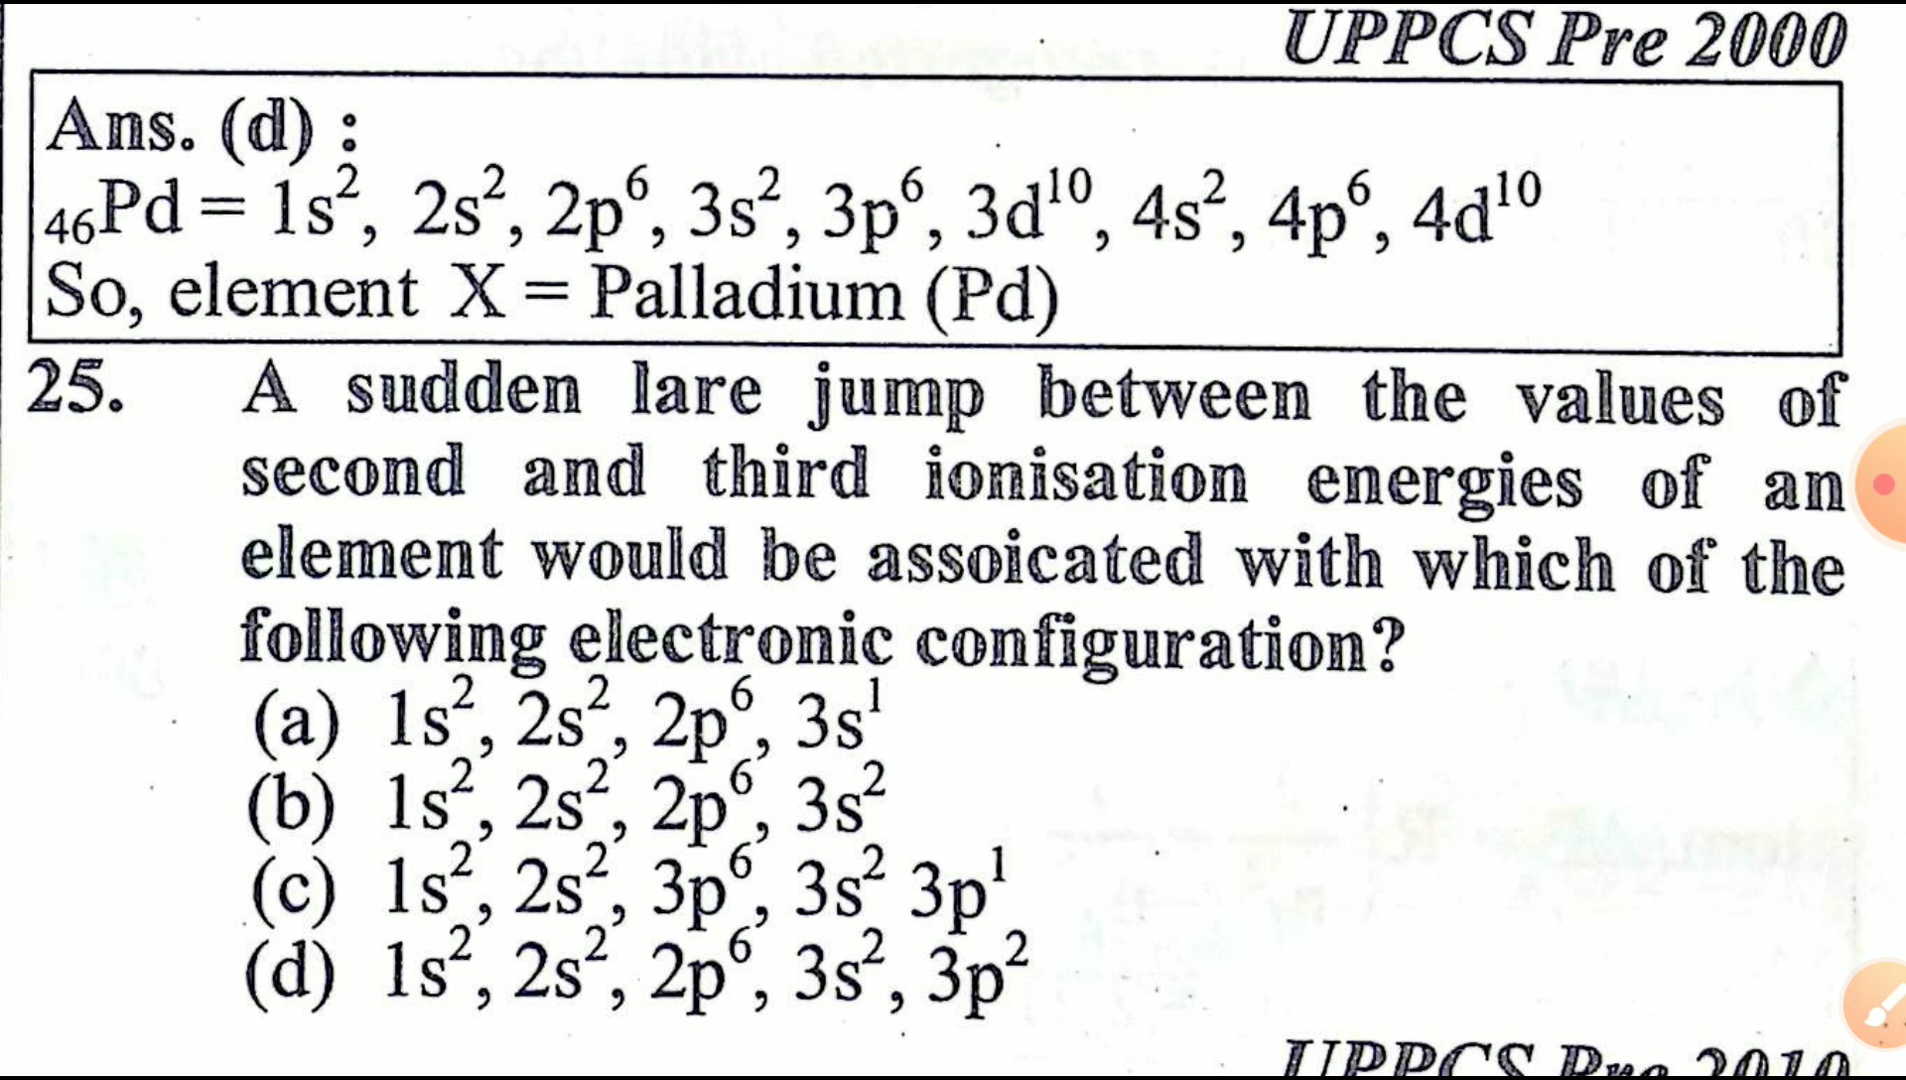 UPPCS Pre 2000
Ans. (d) :
₄₆Pd = 1s², 2s², 2p⁶, 3s², 3p⁶, 3d¹⁰, 4s², 4p⁶, 4d¹⁰
So, element X = Palladium (Pd)
25. A sudden lare jump between the values of
second and third ionisation energies of an
element would be assoicated with which of the
following electronic configuration?
(a) 1s², 2s², 2p⁶, 3s¹
(b) 1s², 2s², 2p⁶, 3s²
(c) 1s², 2s², 3p⁶, 3s² 3p¹
(d) 1s², 2s², 2p⁶, 3s², 3p²
UPPCS Pre 2010